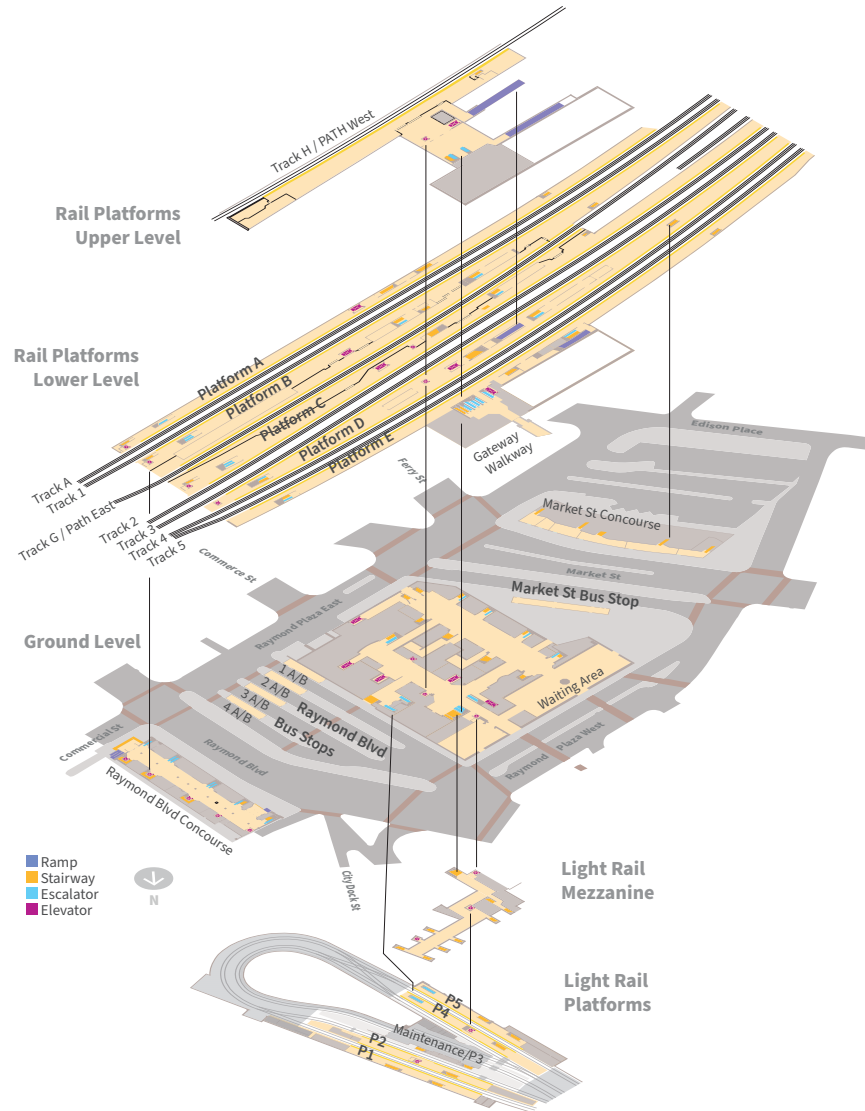 Track H / PATH West
Rail Platforms
Upper Level
Rail Platforms
Lower Level
Platform A
Platform B
Platform C
Platform D
Platform E
Track A
Track 1
Track G / Path East
Track 2
Track 3
Track 4
Track 5
Gateway
Walkway
Edison Place
Ferry St
Market St Concourse
Commerce St
Market St
Market St Bus Stop
Raymond Plaza East
Ground Level
1 A/B
2 A/B
3 A/B
4 A/B
Waiting Area
Raymond Blvd
Bus Stops
Commercial St
Raymond Blvd
Raymond Plaza West
Raymond Blvd Concourse
Ramp
Stairway
Escalator
Elevator
N
City Dock St
Light Rail
Mezzanine
Light Rail
Platforms
P5
P4
Maintenance/P3
P2
P1